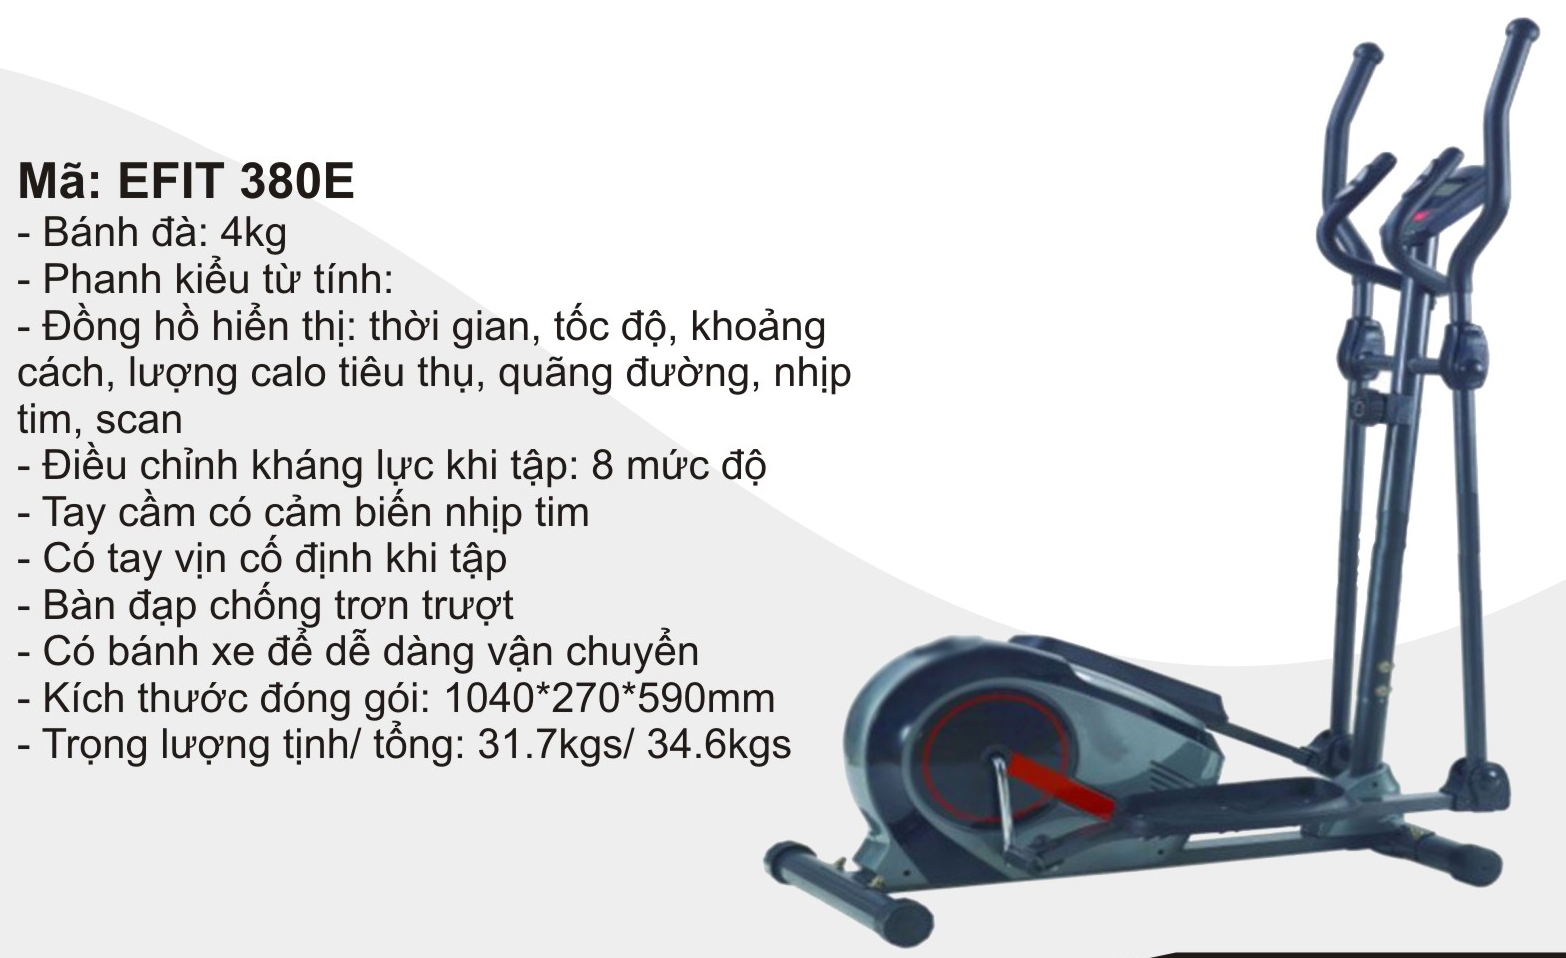 Mã: EFIT 380E
- Bánh đà: 4kg
- Phanh kiểu từ tính:
- Đồng hồ hiển thị: thời gian, tốc độ, khoảng
cách, lượng calo tiêu thụ, quãng đường, nhịp
tim, scan
- Điều chỉnh kháng lực khi tập: 8 mức độ
- Tay cầm có cảm biến nhịp tim
- Có tay vịn cố định khi tập
- Bàn đạp chống trơn trượt
- Có bánh xe để dễ dàng vận chuyển
- Kích thước đóng gói: 1040*270*590mm
- Trọng lượng tịnh/ tổng: 31.7kgs/ 34.6kgs